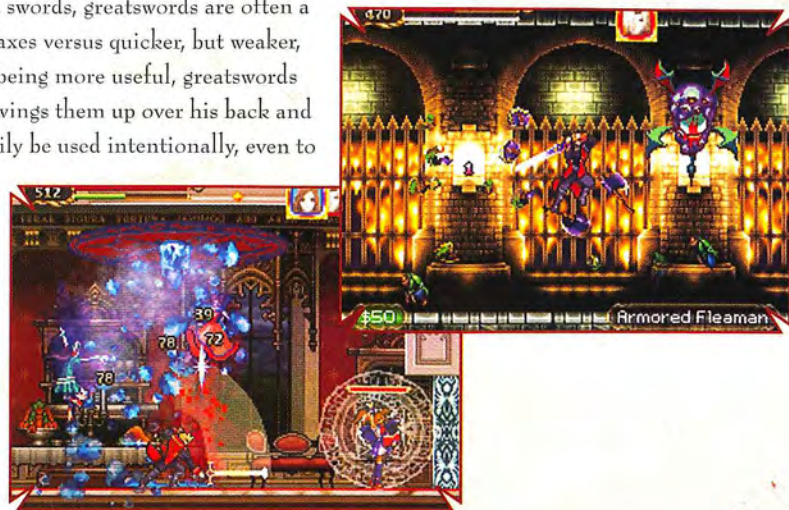 swords, greatswords are often a
axes versus quicker, but weaker,
being more useful, greatswords
wings them up over his back and
ily be used intentionally, even to
470
$50
Armored Fleaman
512
39
78
72
78